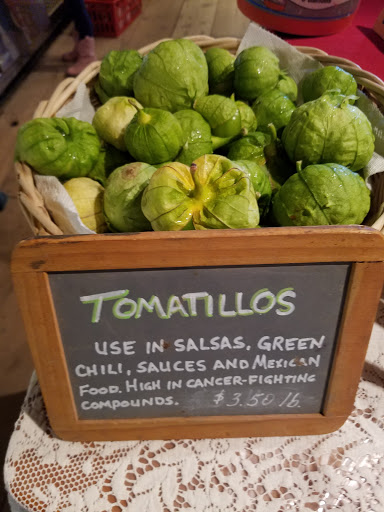 TOMATILLOS
USE IN SALSAS, GREEN
CHILI, SAUCES AND MEXICAN
FOOD. HIGH IN CANCER-FIGHTING
COMPOUNDS. $3.50 lb.